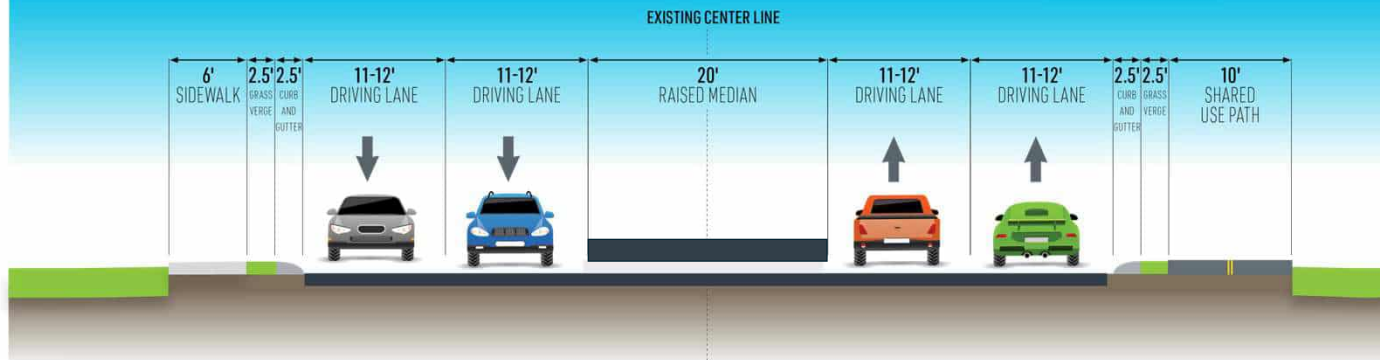 EXISTING CENTER LINE
6'
SIDEWALK
2.5'
GRASS
VERGE
2.5'
CURB
AND
GUTTER
11-12'
DRIVING LANE
11-12'
DRIVING LANE
20'
RAISED MEDIAN
11-12'
DRIVING LANE
11-12'
DRIVING LANE
2.5'
CURB
AND
GUTTER
2.5'
GRASS
VERGE
10'
SHARED
USE PATH